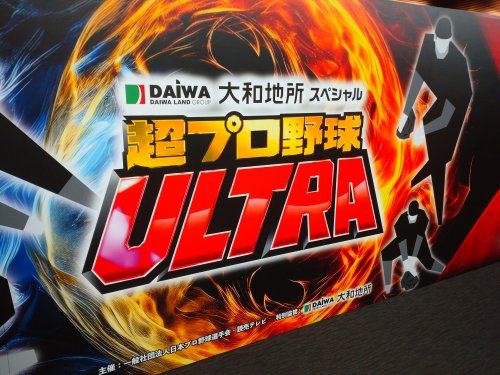 DAIWA 大和地所 スペシャル
DAIWA LAND GROUP
超プロ野球
ULTRA
主催：一般社団法人日本プロ野球選手会・読売テレビ 特別協賛 DAIWA 大和地所